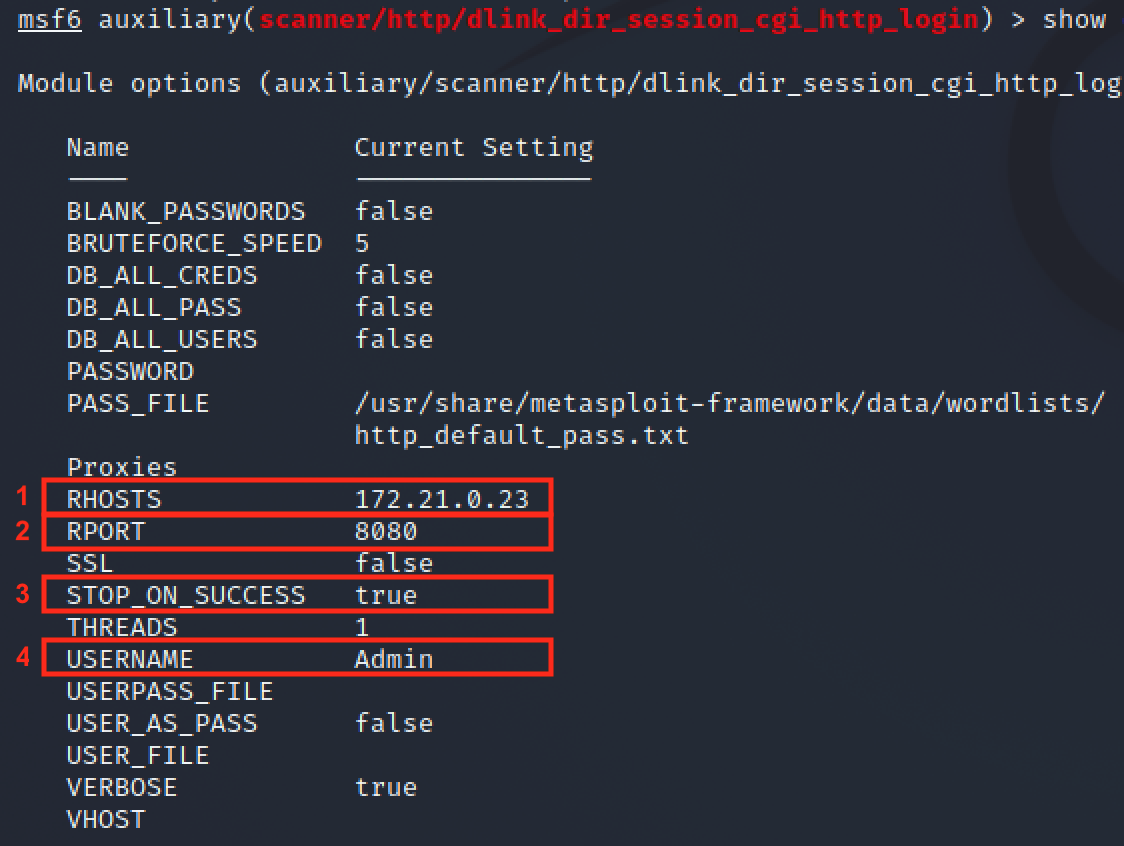 msf6 auxiliary(scanner/http/dlink_dir_session_cgi_http_login) > show
Module options (auxiliary/scanner/http/dlink_dir_session_cgi_http_log
Name Current Setting
BLANK_PASSWORDS false
BRUTEFORCE_SPEED 5
DB_ALL_CREDS false
DB_ALL_PASS false
DB_ALL_USERS false
PASSWORD
PASS_FILE /usr/share/metasploit-framework/data/wordlists/
http_default_pass.txt
Proxies
1 RHOSTS 172.21.0.23
2 RPORT 8080
SSL false
3 STOP_ON_SUCCESS true
THREADS 1
4 USERNAME Admin
USERPASS_FILE
USER_AS_PASS false
USER_FILE
VERBOSE true
VHOST